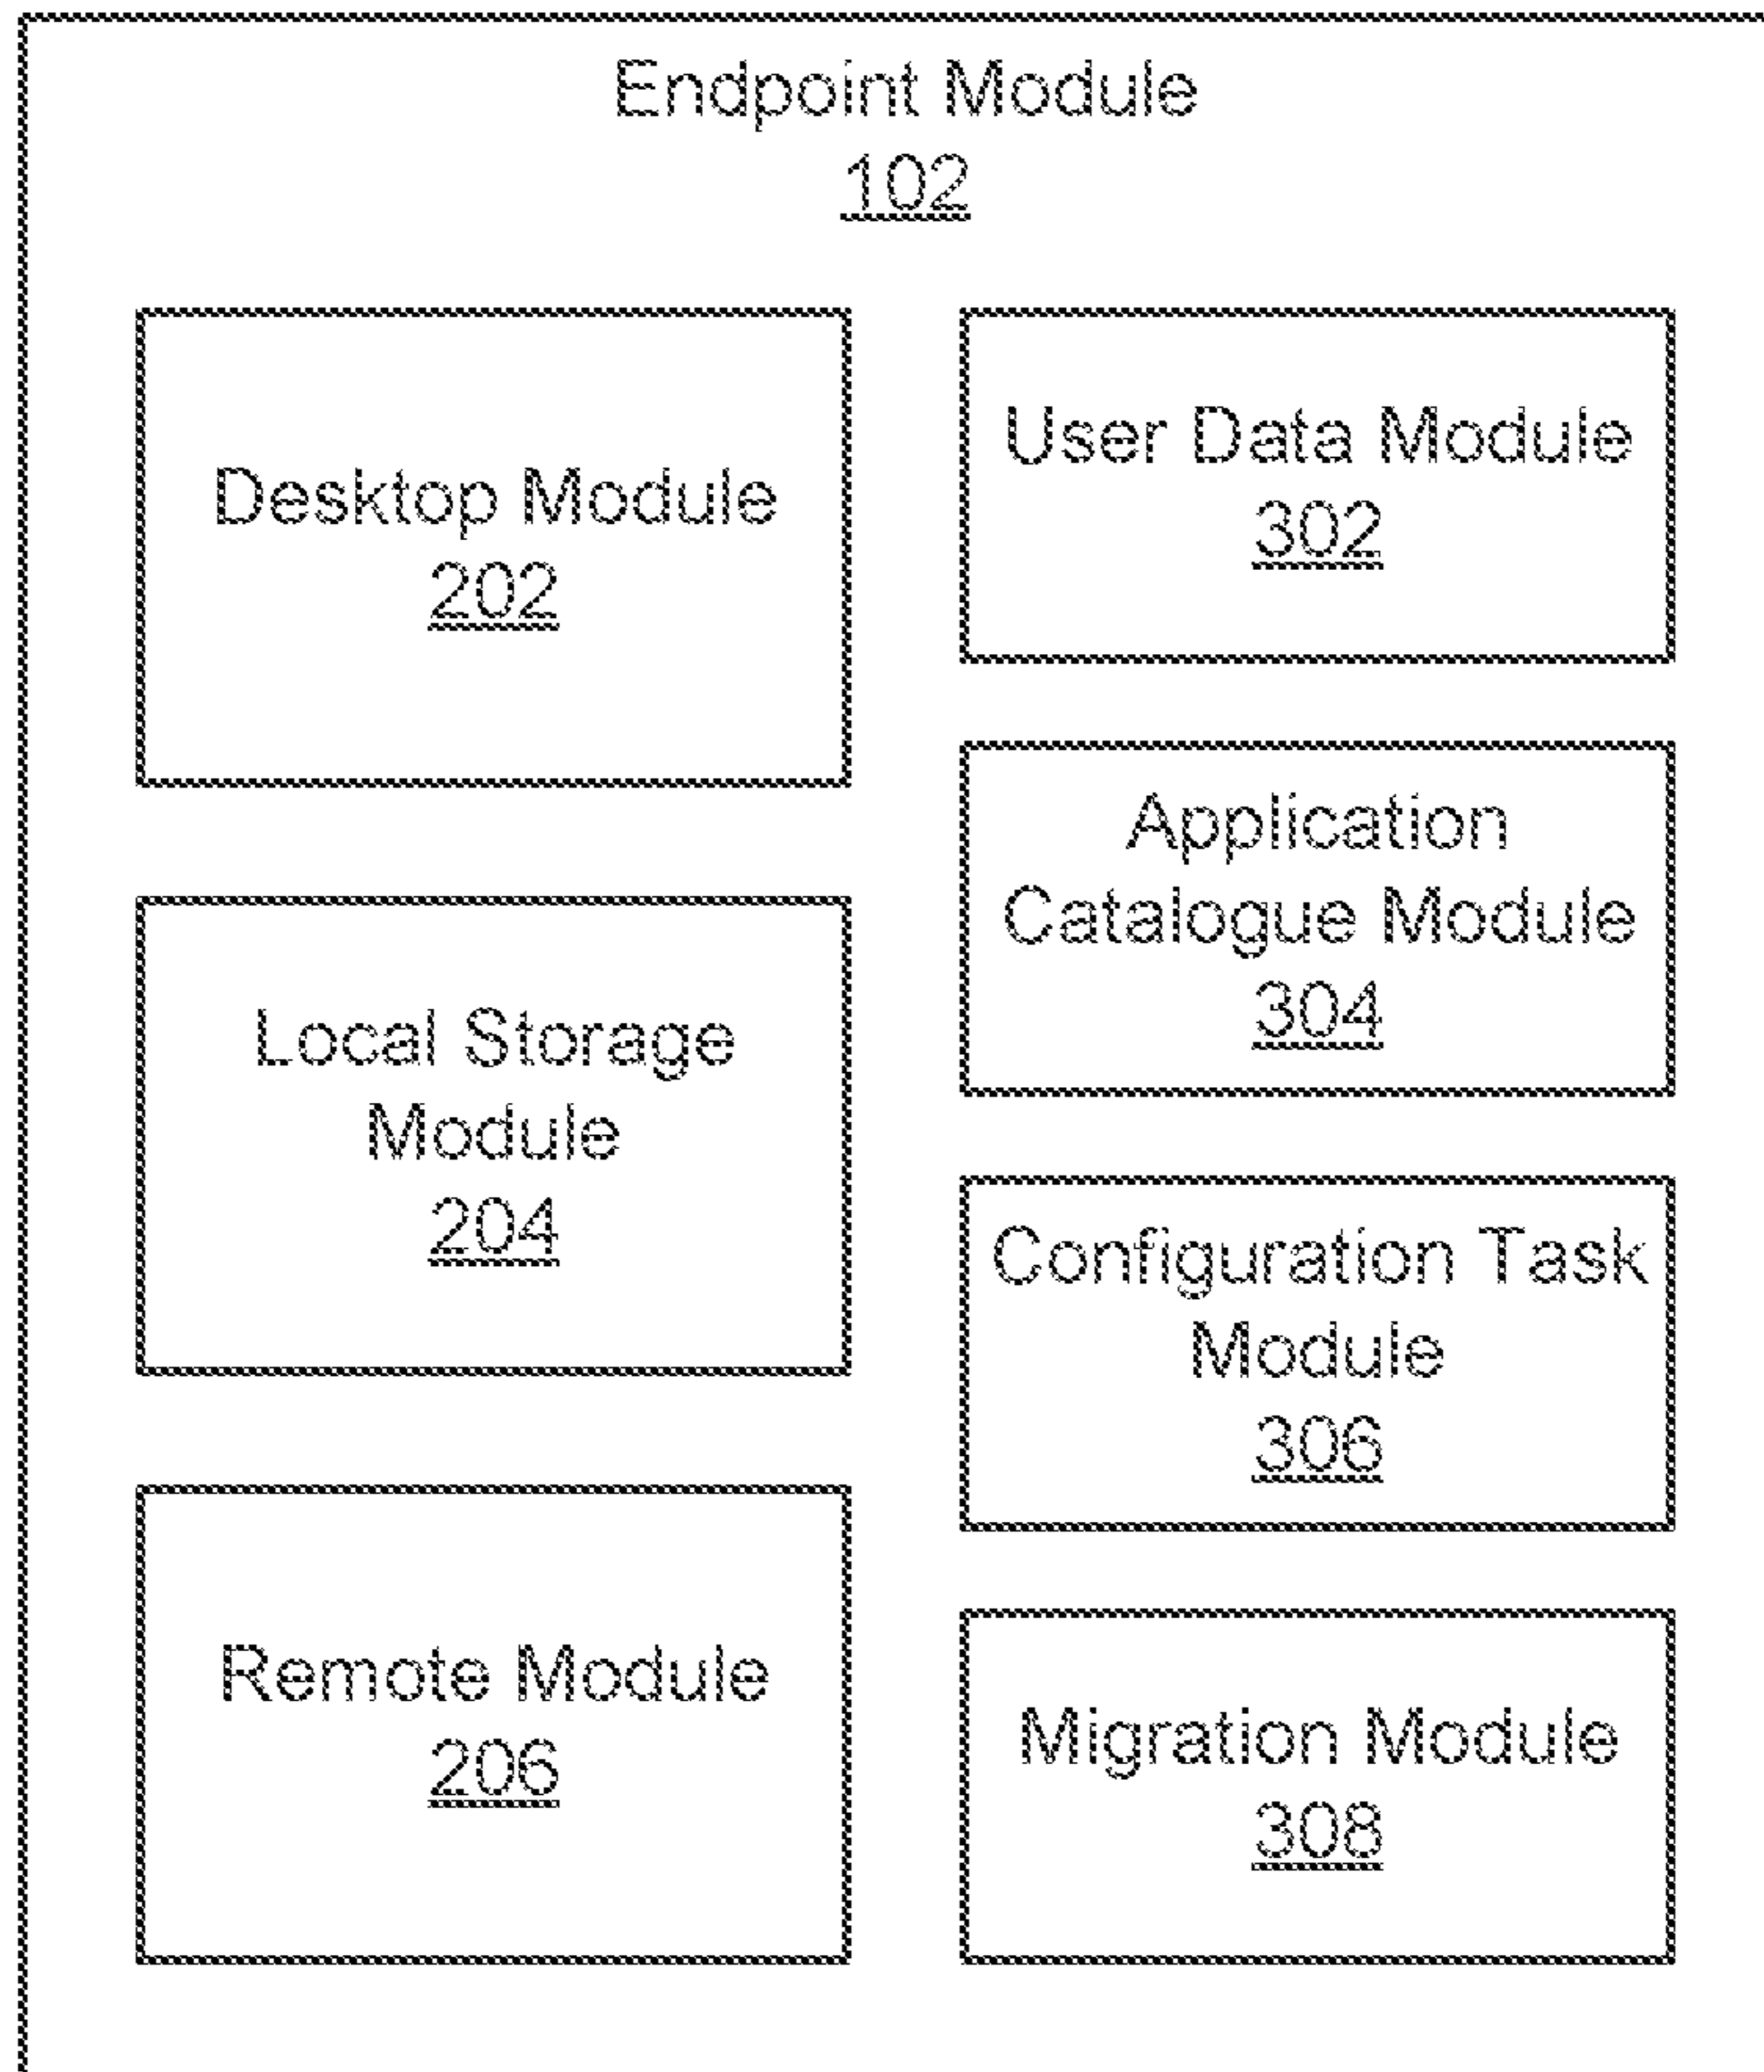 Endpoint Module
102
Desktop Module
202
Local Storage
Module
204
Remote Module
206
User Data Module
302
Application
Catalogue Module
304
Configuration Task
Module
306
Migration Module
308